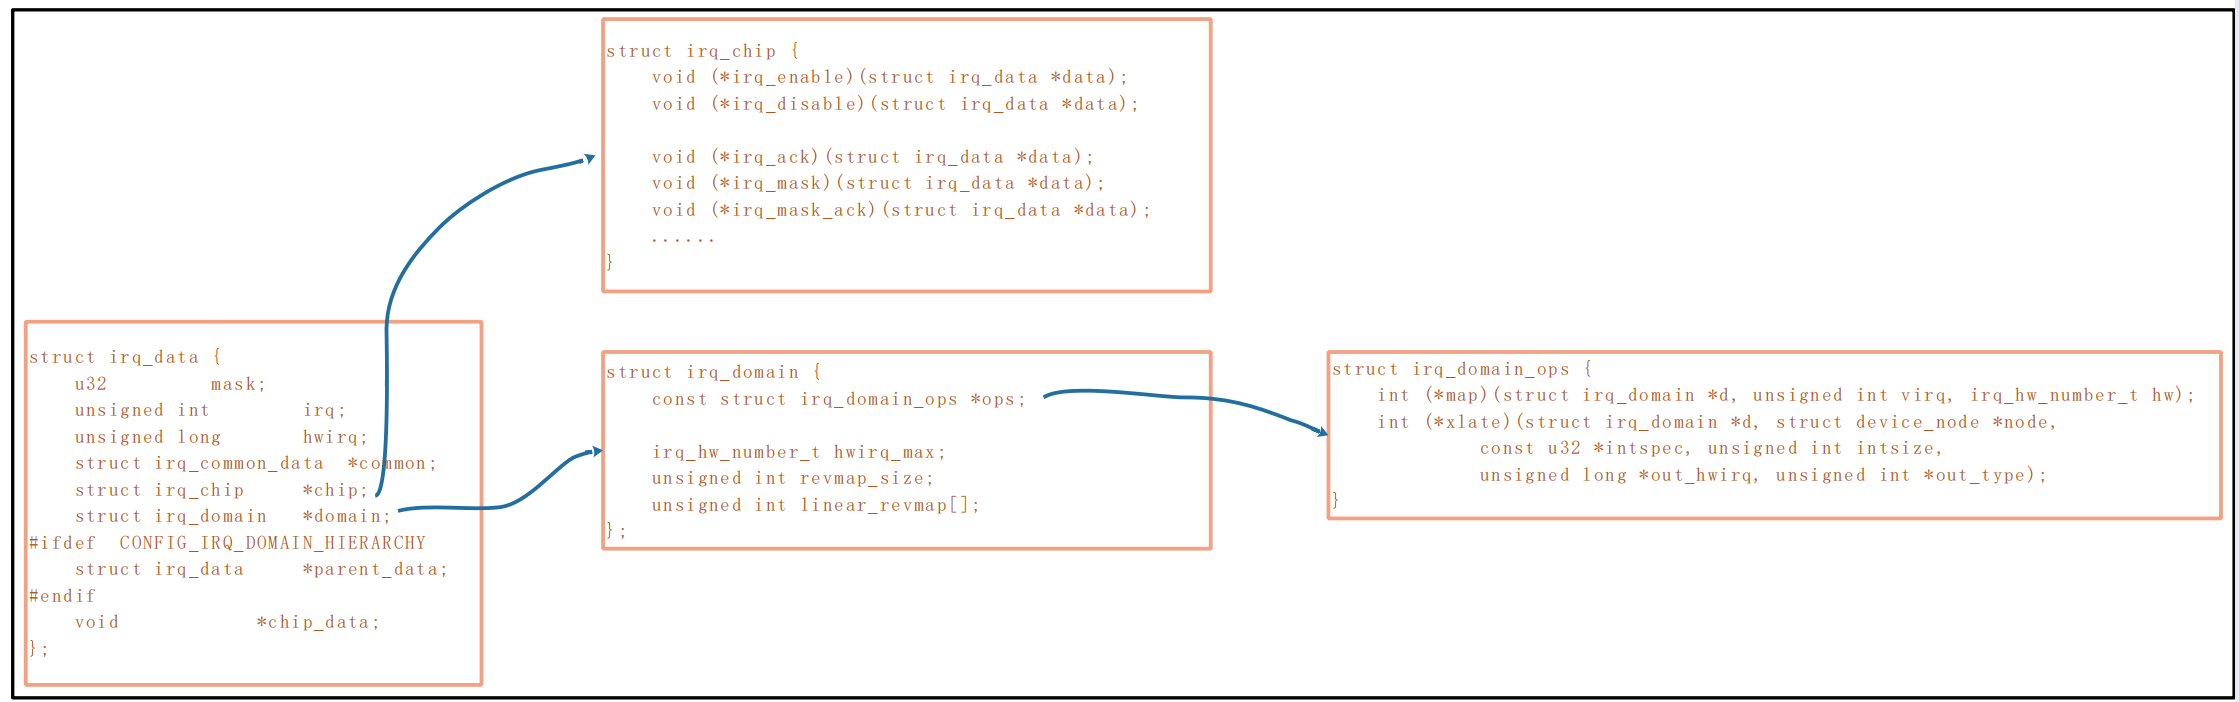 struct irq_chip {
    void (*irq_enable)(struct irq_data *data);
    void (*irq_disable)(struct irq_data *data);

    void (*irq_ack)(struct irq_data *data);
    void (*irq_mask)(struct irq_data *data);
    void (*irq_mask_ack)(struct irq_data *data);
    ......
}
struct irq_data {
    u32         mask;
    unsigned int        irq;
    unsigned long       hwirq;
    struct irq_common_data  *common;
    struct irq_chip     *chip;
    struct irq_domain   *domain;
#ifdef  CONFIG_IRQ_DOMAIN_HIERARCHY
    struct irq_data     *parent_data;
#endif
    void            *chip_data;
};
struct irq_domain {
    const struct irq_domain_ops *ops;

    irq_hw_number_t hwirq_max;
    unsigned int revmap_size;
    unsigned int linear_revmap[];
};
struct irq_domain_ops {
    int (*map)(struct irq_domain *d, unsigned int virq, irq_hw_number_t hw);
    int (*xlate)(struct irq_domain *d, struct device_node *node,
             const u32 *intspec, unsigned int intsize,
             unsigned long *out_hwirq, unsigned int *out_type);
}